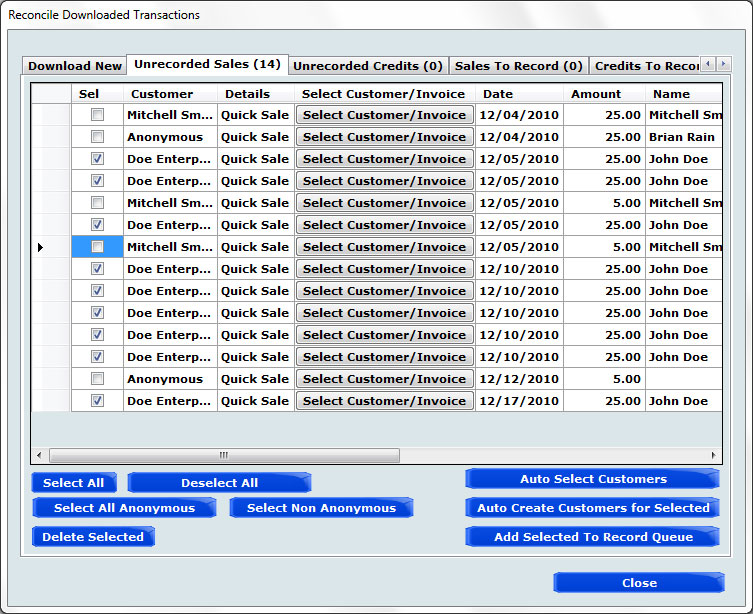 Reconcile Downloaded Transactions
Download New Unrecorded Sales (14) Unrecorded Credits (0) Sales To Record (0) Credits To Recor
Sel Customer Details Select Customer/Invoice Date Amount Name
Mitchell Sm... Quick Sale Select Customer/Invoice 12/04/2010 25.00 Mitchell Sm
Anonymous Quick Sale Select Customer/Invoice 12/04/2010 25.00 Brian Rain
Doe Enterp... Quick Sale Select Customer/Invoice 12/05/2010 25.00 John Doe
Doe Enterp... Quick Sale Select Customer/Invoice 12/05/2010 25.00 John Doe
Mitchell Sm... Quick Sale Select Customer/Invoice 12/05/2010 5.00 Mitchell Sm
Doe Enterp... Quick Sale Select Customer/Invoice 12/05/2010 25.00 John Doe
Mitchell Sm... Quick Sale Select Customer/Invoice 12/05/2010 5.00 Mitchell Sm
Doe Enterp... Quick Sale Select Customer/Invoice 12/10/2010 25.00 John Doe
Doe Enterp... Quick Sale Select Customer/Invoice 12/10/2010 25.00 John Doe
Doe Enterp... Quick Sale Select Customer/Invoice 12/10/2010 25.00 John Doe
Doe Enterp... Quick Sale Select Customer/Invoice 12/10/2010 25.00 John Doe
Doe Enterp... Quick Sale Select Customer/Invoice 12/10/2010 25.00 John Doe
Anonymous Quick Sale Select Customer/Invoice 12/12/2010 5.00
Doe Enterp... Quick Sale Select Customer/Invoice 12/17/2010 25.00 John Doe
Select All Deselect All Auto Select Customers
Select All Anonymous Select Non Anonymous Auto Create Customers for Selected
Delete Selected Add Selected To Record Queue
Close